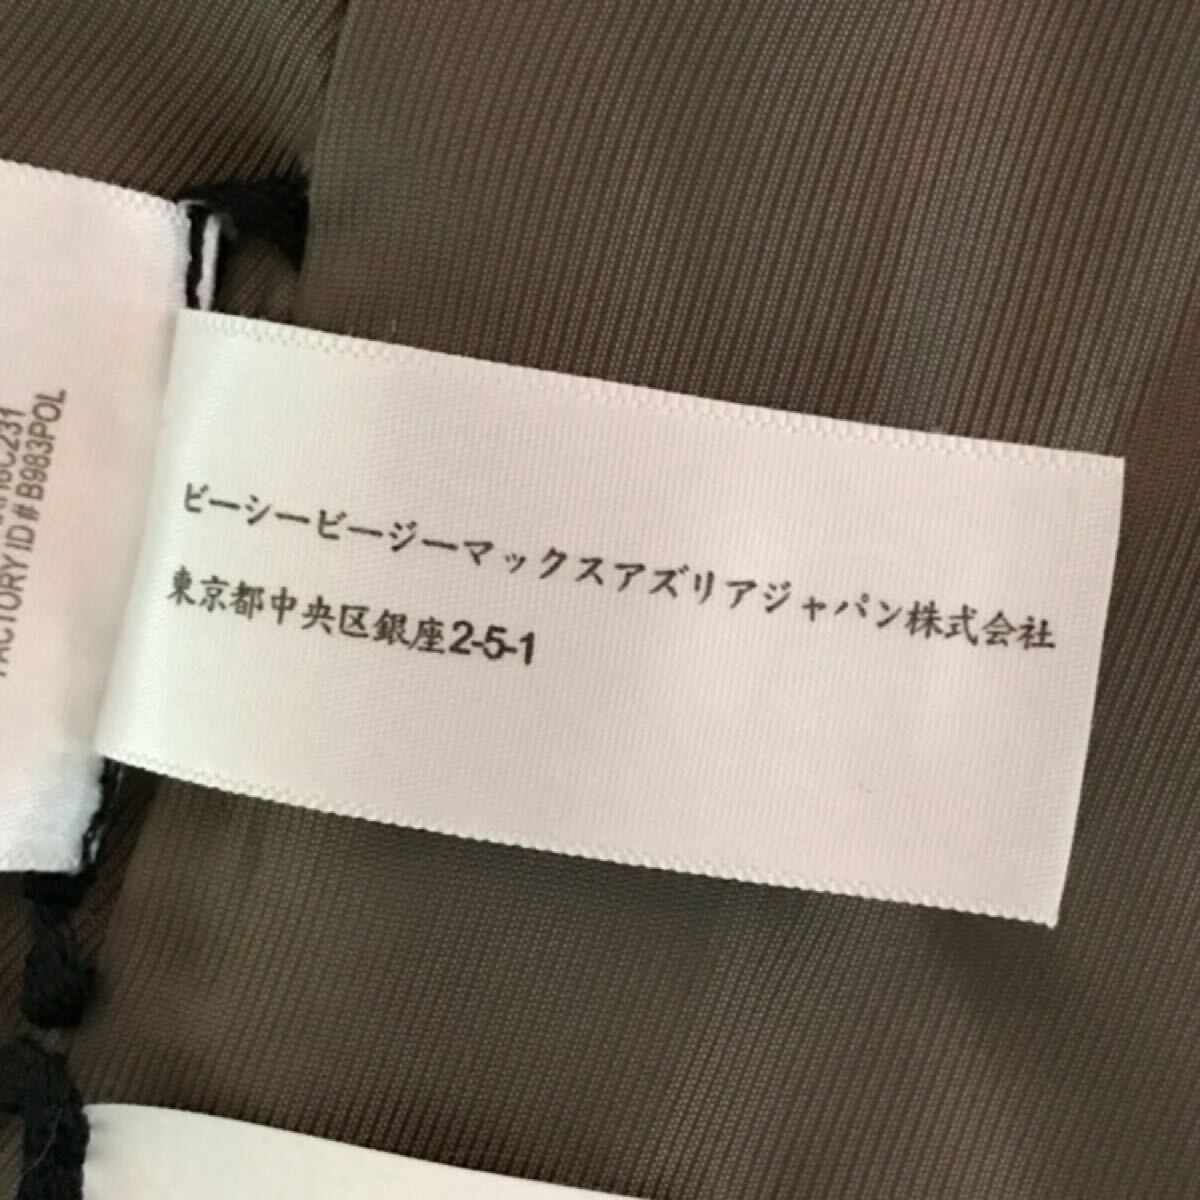 FACTORY ID # B983POL
ビーシービージーマックスアズリアジャパン株式会社
東京都中央区銀座2-5-1